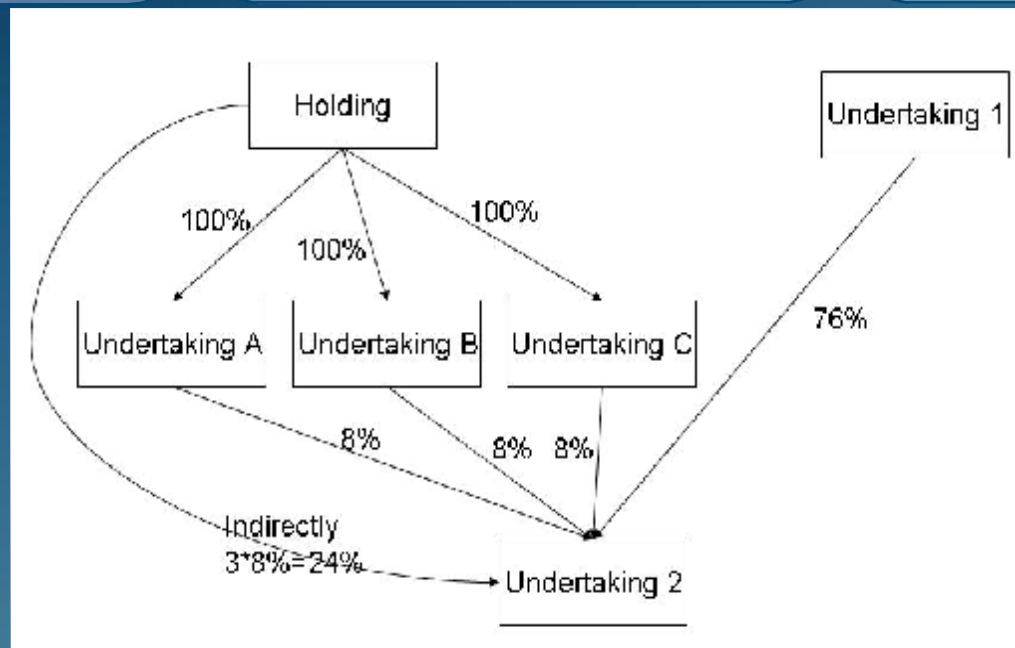 Holding
Undertaking 1
100%
100%
100%
76%
Undertaking A
Undertaking B
Undertaking C
8%
8%
8%
Indirectly
3*8%=24%
Undertaking 2